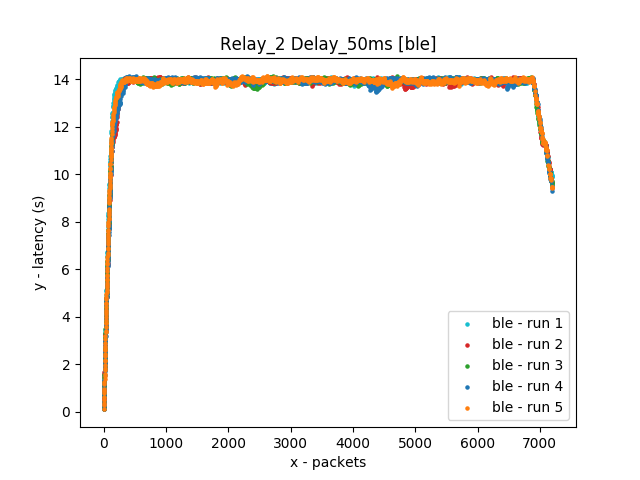 Relay_2 Delay_50ms [ble]
y - latency (s)
14
12
10
8
6
4
2
0
0 1000 2000 3000 4000 5000 6000 7000
x - packets
ble - run 1
ble - run 2
ble - run 3
ble - run 4
ble - run 5